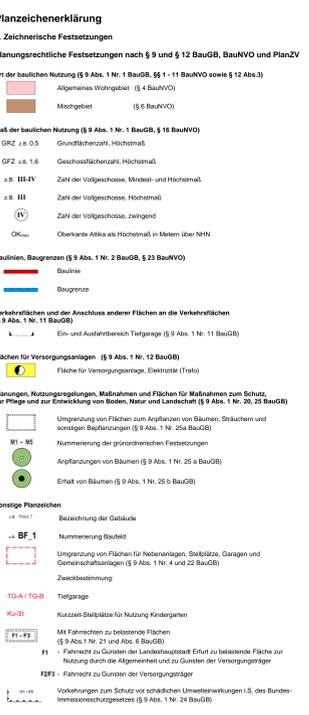 Planzeichenerklärung
. Zeichnerische Festsetzungen
lanungsrechtliche Festsetzungen nach § 9 und § 12 BauGB, BauNVO und PlanZV
rt der baulichen Nutzung (§ 9 Abs. 1 Nr. 1 BauGB, §§ 1 - 11 BauNVO sowie § 12 Abs.3)
Allgemeines Wohngebiet (§ 4 BauNVO)
Mischgebiet (§ 6 BauNVO)
aß der baulichen Nutzung (§ 9 Abs. 1 Nr. 1 BauGB, § 16 BauNVO)
GRZ z.B. 0,5 Grundflächenzahl, Höchstmaß
GFZ z.B. 1,6 Geschossflächenzahl, Höchstmaß
z.B. III-IV Zahl der Vollgeschosse, Mindest- und Höchstmaß
z.B. III Zahl der Vollgeschosse, Höchstmaß
IV Zahl der Vollgeschosse, zwingend
OKmax Oberkante Attika als Höchstmaß in Metern über NHN
aulinien, Baugrenzen (§ 9 Abs. 1 Nr. 2 BauGB, § 23 BauNVO)
Baulinie
Baugrenze
erkehrsflächen und der Anschluss anderer Flächen an die Verkehrsflächen
§ 9 Abs. 1 Nr. 11 BauGB)
Ein- und Ausfahrtbereich Tiefgarage (§ 9 Abs. 1 Nr. 11 BauGB)
ächen für Versorgungsanlagen (§ 9 Abs. 1 Nr. 12 BauGB)
Fläche für Versorgungsanlage, Elektrizität (Trafo)
lanungen, Nutzungsregelungen, Maßnahmen und Flächen für Maßnahmen zum Schutz,
ur Pflege und zur Entwicklung von Boden, Natur und Landschaft (§ 9 Abs. 1 Nr. 20, 25 BauGB)
Umgrenzung von Flächen zum Anpflanzen von Bäumen, Sträuchern und
sonstigen Bepflanzungen (§ 9 Abs. 1 Nr. 25a BauGB)
M1 - M5 Nummerierung der grünordnerischen Festsetzungen
Anpflanzungen von Bäumen (§ 9 Abs. 1 Nr. 25 a BauGB)
Erhalt von Bäumen (§ 9 Abs. 1 Nr. 25 b BauGB)
onstige Planzeichen
z.B. Haus 1 Bezeichnung der Gebäude
z.B. BF_1 Nummerierung Baufeld
Umgrenzung von Flächen für Nebenanlagen, Stellplätze, Garagen und
Gemeinschaftsanlagen (§ 9 Abs. 1 Nr. 4 und 22 BauGB)
Zweckbestimmung:
TG-A / TG-B Tiefgarage
Ku-St Kurzzeit-Stellplätze für Nutzung Kindergarten
F1 - F3 Mit Fahrrechten zu belastende Flächen
(§ 9 Abs.1 Nr. 21 und Abs. 6 BauGB)
F1 - Fahrrecht zu Gunsten der Landeshauptstadt Erfurt zu belastende Fläche zur
Nutzung durch die Allgemeinheit und zu Gunsten der Versorgungsträger
F2/F3 - Fahrrecht zu Gunsten der Versorgungsträger
Vorkehrungen zum Schutz vor schädlichen Umwelteinwirkungen i.S. des Bundes-
Immissionsschutzgesetzes (§ 9 Abs. 1 Nr. 24 BauGB)